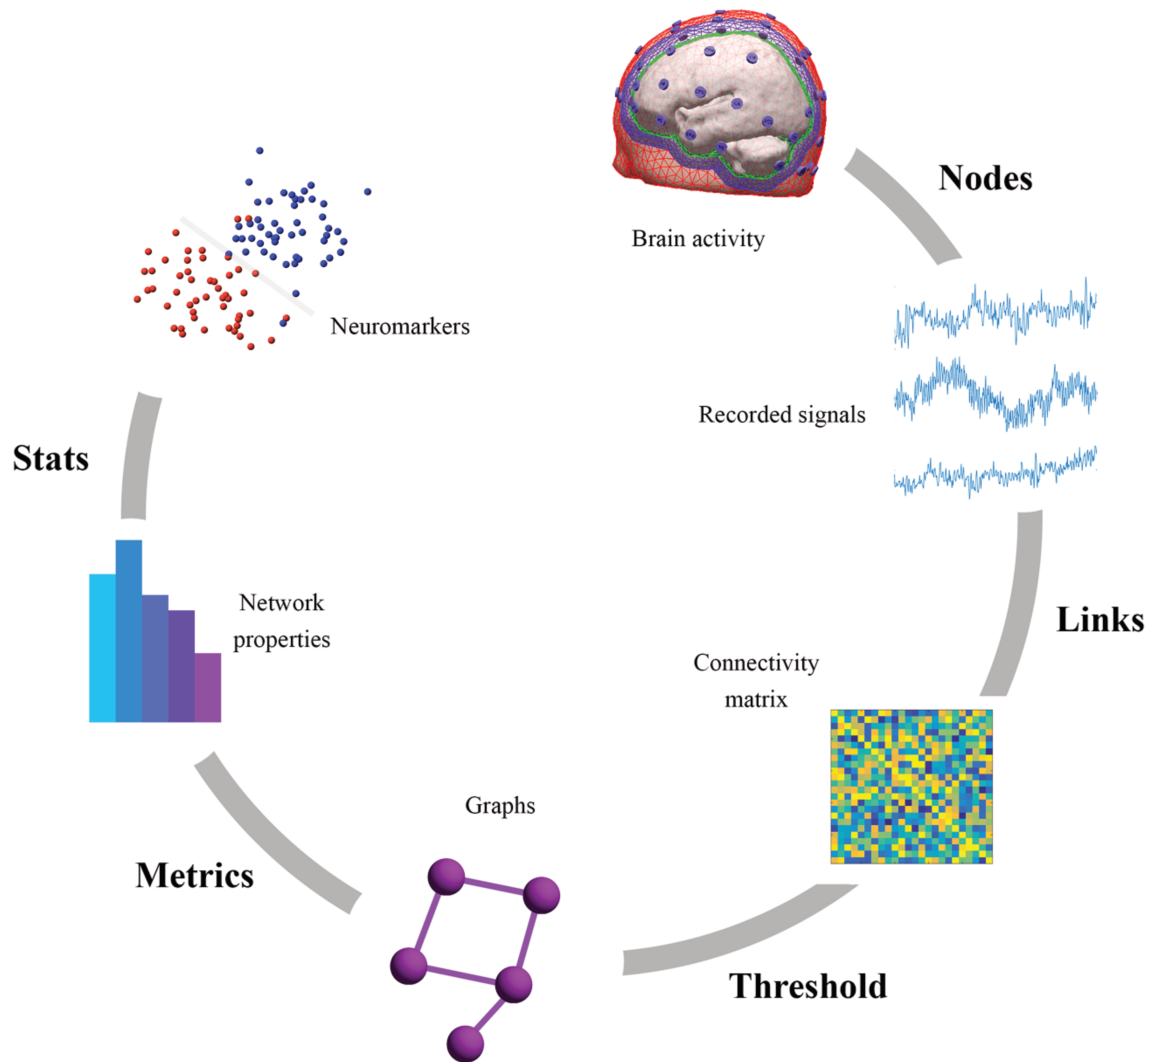 Nodes
Brain activity
Neuromarkers
Recorded signals
Stats
Network
properties
Links
Connectivity
matrix
Graphs
Metrics
Threshold